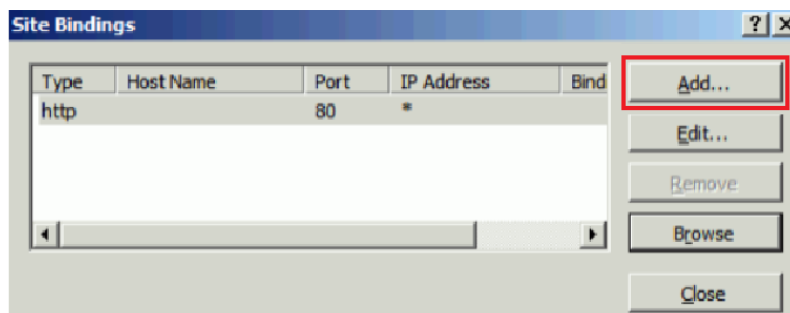 Site Bindings
Type Host Name Port IP Address Bind
http 80 *
Add...
Edit...
Remove
Browse
Close